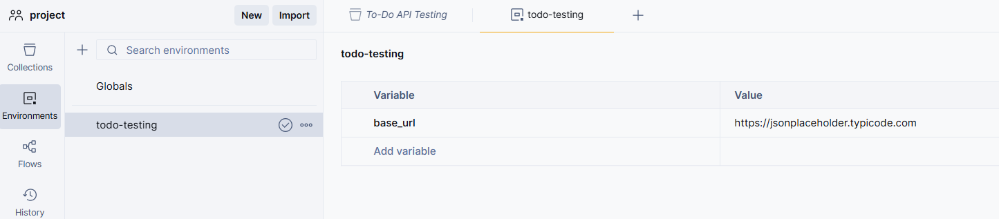 project
New
Import
To-Do API Testing
todo-testing
Search environments
Collections
todo-testing
Globals
Variable
Value
Environments
todo-testing
base_url
https://jsonplaceholder.typicode.com
Add variable
Flows
History